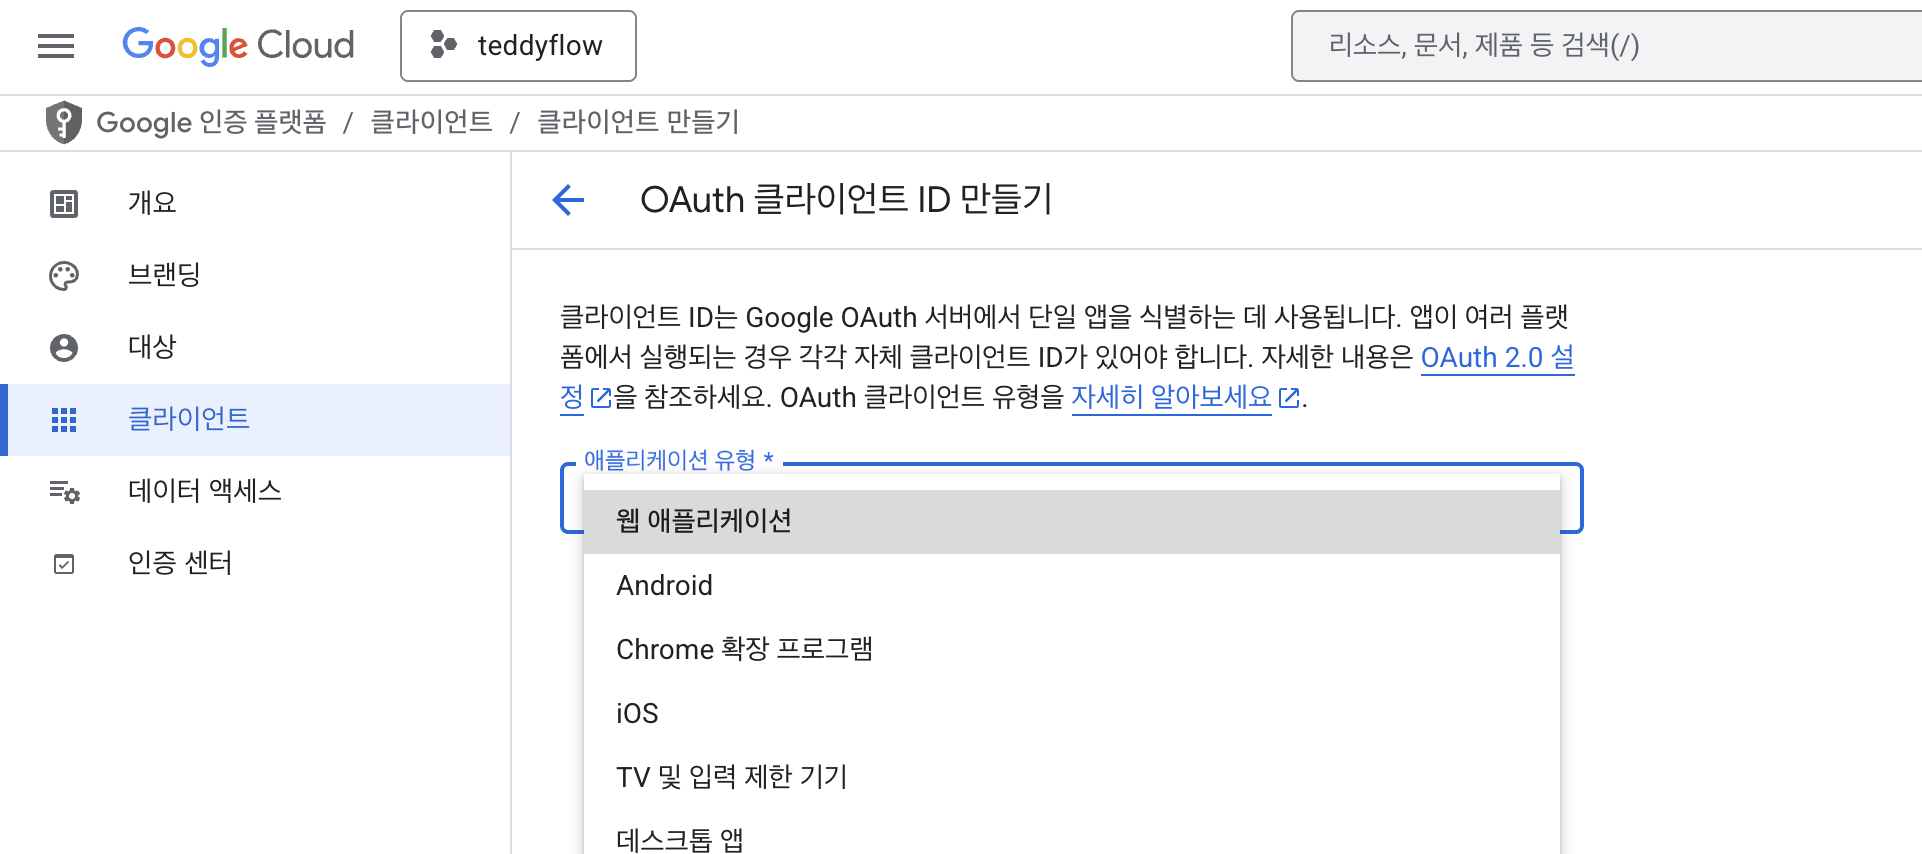 Google Cloud
teddyflow
리소스, 문서, 제품 등 검색(/)
Google 인증 플랫폼 / 클라이언트 / 클라이언트 만들기
개요
브랜딩
대상
클라이언트
데이터 액세스
인증 센터
OAuth 클라이언트 ID 만들기
클라이언트 ID는 Google OAuth 서버에서 단일 앱을 식별하는 데 사용됩니다. 앱이 여러 플랫
폼에서 실행되는 경우 각각 자체 클라이언트 ID가 있어야 합니다. 자세한 내용은 OAuth 2.0 설
정을 참조하세요. OAuth 클라이언트 유형을 자세히 알아보세요.
애플리케이션 유형 *
웹 애플리케이션
Android
Chrome 확장 프로그램
iOS
TV 및 입력 제한 기기
데스크톱 앱